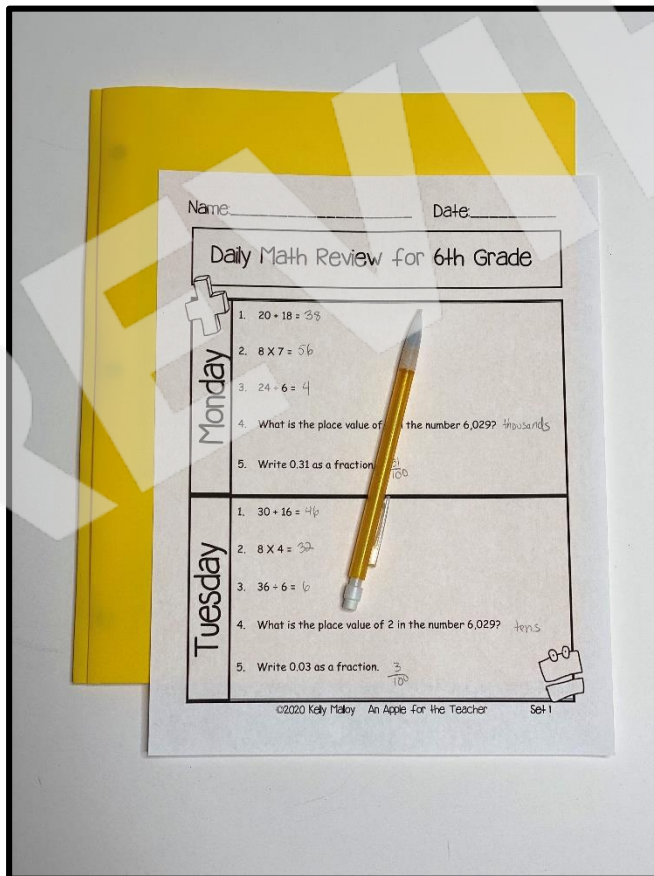 Name: Date:
Daily Math Review for 6th Grade
Monday
1. 20 + 18 = 38
2. 8 X 7 = 56
3. 24 ÷ 6 = 4
4. What is the place value of the number 6,029? thousands
5. Write 0.31 as a fraction. 31/100
Tuesday
1. 30 + 16 = 46
2. 8 X 4 = 32
3. 36 ÷ 6 = 6
4. What is the place value of 2 in the number 6,029? tens
5. Write 0.03 as a fraction. 3/100
©2020 Kelly Malloy An Apple for the Teacher Set 1